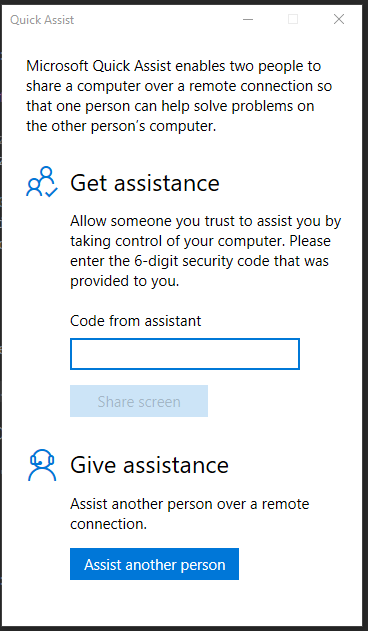 Quick Assist
Microsoft Quick Assist enables two people to
share a computer over a remote connection so
that one person can help solve problems on
the other person's computer.
Get assistance
Allow someone you trust to assist you by
taking control of your computer. Please
enter the 6-digit security code that was
provided to you.
Code from assistant
Share screen
Give assistance
Assist another person over a remote
connection.
Assist another person